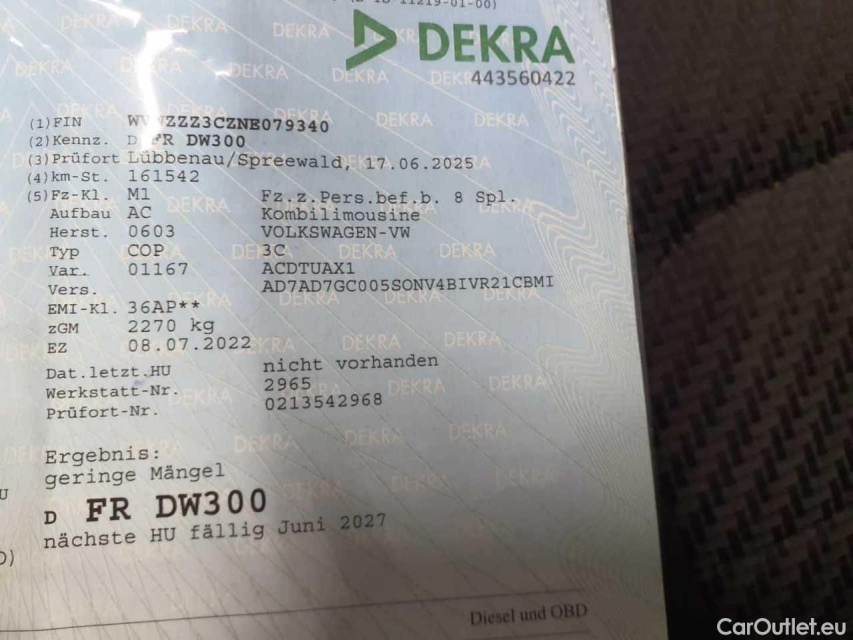 11219-01-00)
DEKRA
443560422
(1) FIN WVWZZZ3CZNE079340
(2) Kennz. D FR DW300
(3) Prüfort Lübbenau/Spreewald, 17.06.2025
(4) km-St. 161542
(5) Fz-Kl. M1 Fz.z.Pers.bef.b. 8 Spl.
Aufbau AC Kombilimousine
Herst. 0603 VOLKSWAGEN-VW
Typ COP 3C
Var. 01167 ACDTUAX1
Vers. AD7AD7GC005SONV4BIVR21CBMI
EMI-Kl. 36AP**
zGM 2270 kg
EZ 08.07.2022
Dat.letzt.HU nicht vorhanden
Werkstatt-Nr. 2965
Prüfort-Nr. 0213542968
Ergebnis:
geringe Mängel
D FR DW300
nächste HU fällig Juni 2027
Diesel und OBD
CarOutlet.eu